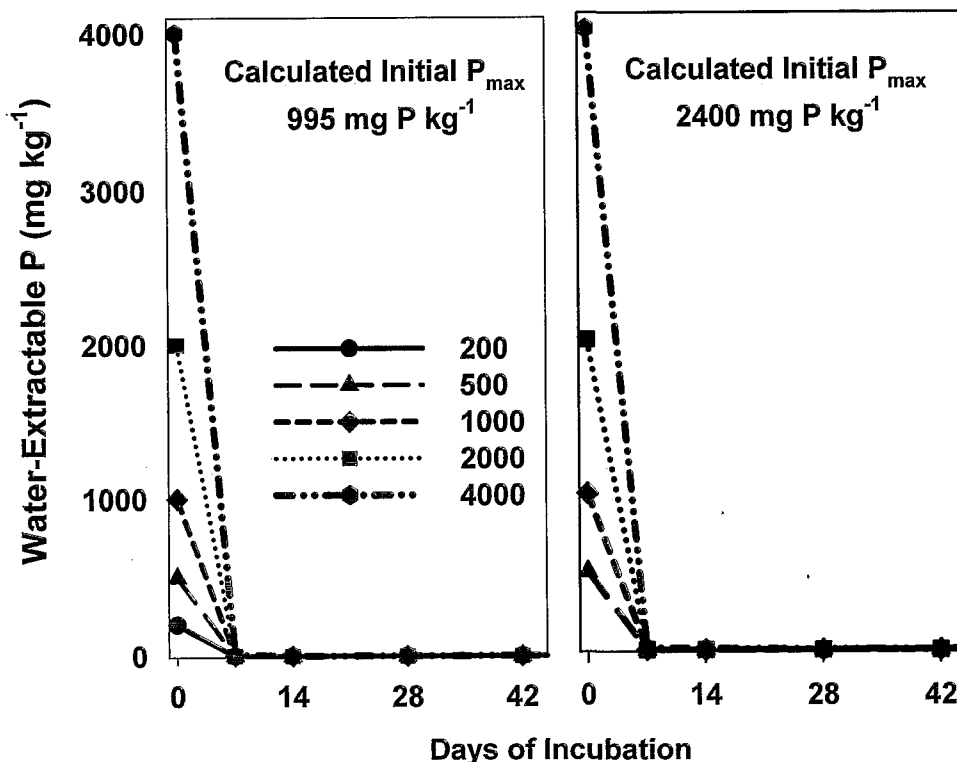 Water-Extractable P (mg kg⁻¹)
4000
3000
2000
1000
0
Calculated Initial Pmax
995 mg P kg⁻¹
200
500
1000
2000
4000
0 14 28 42
Calculated Initial Pmax
2400 mg P kg⁻¹
0 14 28 42
Days of Incubation